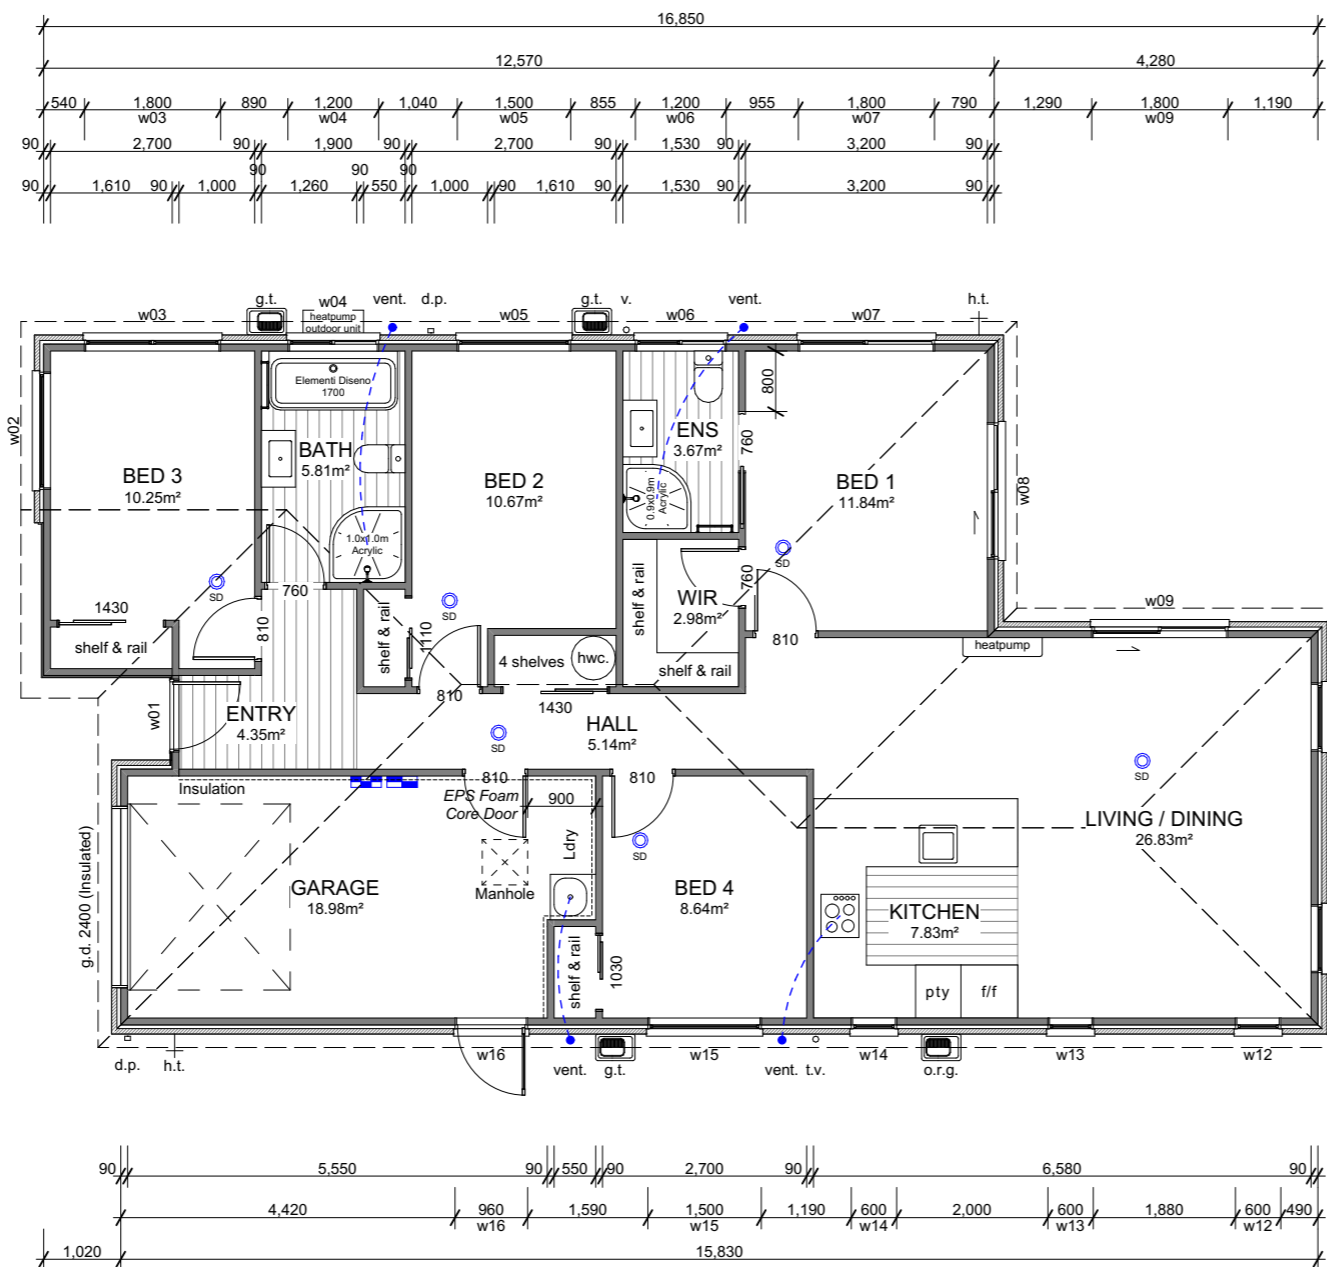 16,850
12,570 4,280
540 1,800 890 1,200 1,040 1,500 855 1,200 955 1,800 790 1,290 1,800 1,190
w03 w04 w05 w06 w07 w09
90 2,700 90 1,900 90 2,700 90 1,530 90 3,200 90
90 90 90
90 1,610 90 1,000 1,260 550 1,000 90 1,610 90 1,530 90 3,200 90
g.t. w04 vent. d.p. g.t. v. vent. h.t.
w03 heatpump w05 w06 w07
outdoor unit
w02
Elementi Diseno
1700
800
BED 3
10.25m²
BATH
5.81m²
BED 2
10.67m²
ENS
3.67m²
760
BED 1
11.84m²
w08
0.9x0.9m
Acrylic
1.0x1.0m
Acrylic
SD
SD
SD
760
760
w09
1430
810
shelf & rail
shelf & rail
1110
shelf & rail
WIR
2.98m²
shelf & rail
810
heatpump
4 shelves hwc.
810
1430
w01
ENTRY
4.35m²
HALL
5.14m²
SD
SD
Insulation
810
810
EPS Foam
Core Door
900
Ldry
SD
LIVING / DINING
26.83m²
g.d. 2400 (Insulated)
GARAGE
18.98m²
Manhole
BED 4
8.64m²
KITCHEN
7.83m²
shelf & rail
1030
pty f/f
d.p. h.t. w16 vent. g.t. w15 vent. t.v. w14 o.r.g. w13 w12
90 5,550 90 550 90 2,700 90 6,580 90
4,420 960 1,590 1,500 1,190 600 2,000 600 1,880 600 490
w16 w15 w14 w13 w12
1,020 15,830